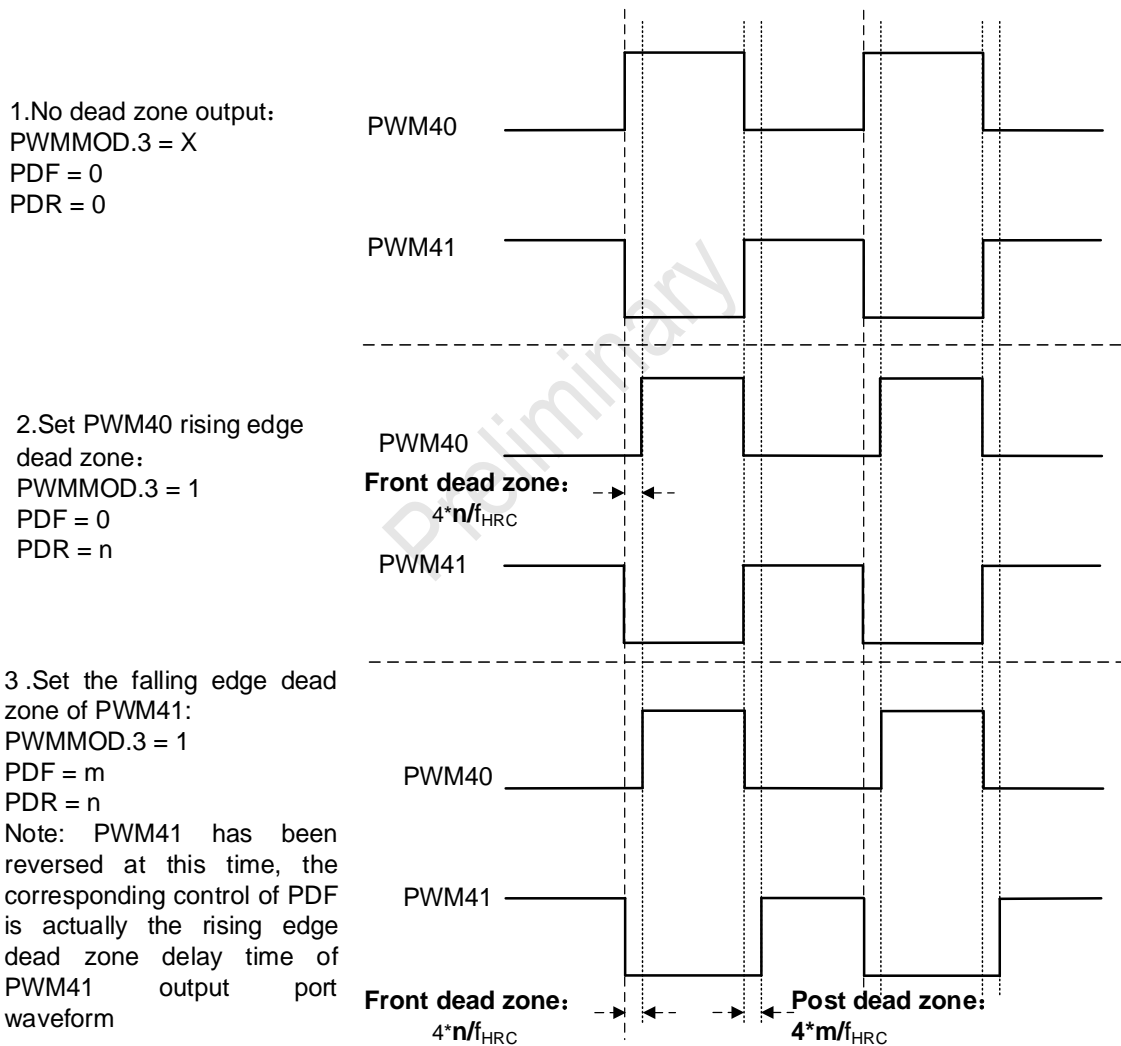 1.No dead zone output：
PWMMOD.3 = X
PDF = 0
PDR = 0
PWM40
PWM41
2.Set PWM40 rising edge
dead zone：
PWMMOD.3 = 1
PDF = 0
PDR = n
PWM40
Front dead zone：
4*n/fHRC
PWM41
3 .Set the falling edge dead
zone of PWM41:
PWMMOD.3 = 1
PDF = m
PDR = n
Note: PWM41 has been
reversed at this time, the
corresponding control of PDF
is actually the rising edge
dead zone delay time of
PWM41 output port
waveform
PWM40
PWM41
Front dead zone：
4*n/fHRC
Post dead zone：
4*m/fHRC
Preliminary